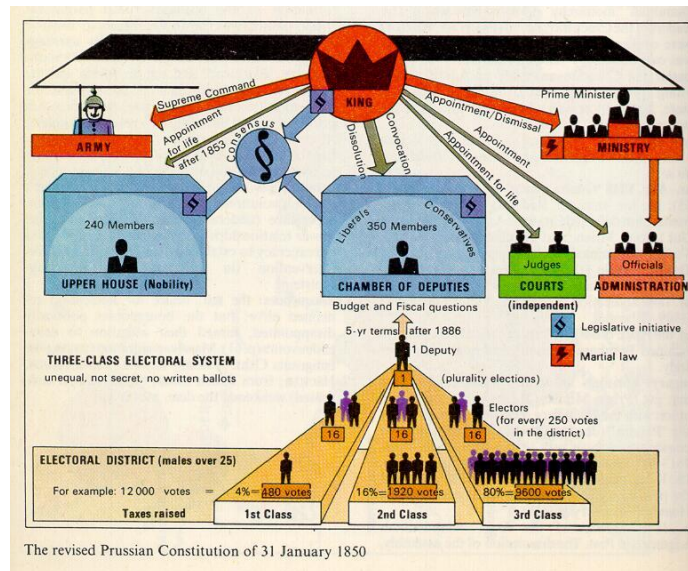 KING
Supreme Command
Appointment
for life
after 1853
Consensus
§
§
Dissolution
Convocation
Appointment/Dismissal
Appointment
Appointment for life
Prime Minister
ARMY
MINISTRY
240 Members
§
UPPER HOUSE (Nobility)
Liberals
350 Members
Conservatives
§
CHAMBER OF DEPUTIES
Judges
COURTS
(independent)
Officials
ADMINISTRATION
Budget and Fiscal questions
5-yr terms after 1886
§ Legislative initiative
Martial law
THREE-CLASS ELECTORAL SYSTEM
unequal, not secret, no written ballots
1 Deputy
1
(plurality elections)
16
16
16
Electors
(for every 250 votes
in the district)
ELECTORAL DISTRICT (males over 25)
For example: 12 000 votes = 4%=480 votes 16%=1920 votes 80%=9600 votes
Taxes raised
1st Class
2nd Class
3rd Class
The revised Prussian Constitution of 31 January 1850